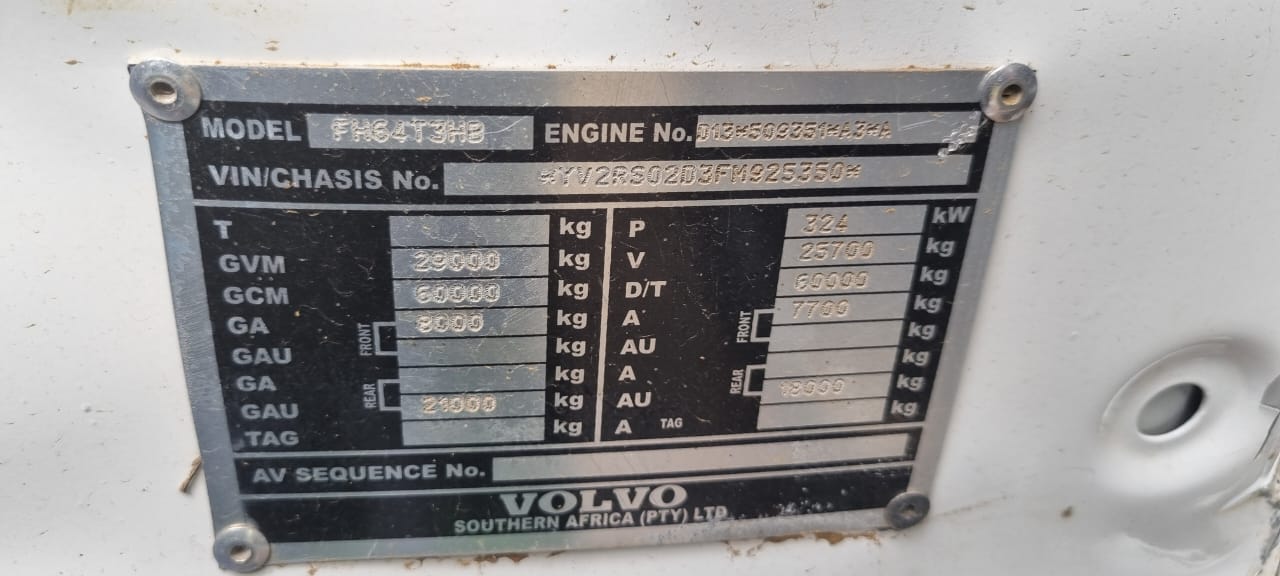 MODEL FH64T3HB ENGINE No. D13*509351*A3*A
VIN/CHASIS No. *YV2RS02D3FM925350*
T kg P 324 kW
GVM 29000 kg V 25700 kg
GCM 60000 kg D/T 60000 kg
GA FRONT 8000 kg A FRONT 7700 kg
GAU kg AU kg
GA REAR kg A REAR kg
GAU 21000 kg AU 18000 kg
TAG kg A TAG kg
AV SEQUENCE No.
VOLVO
SOUTHERN AFRICA (PTY) LTD